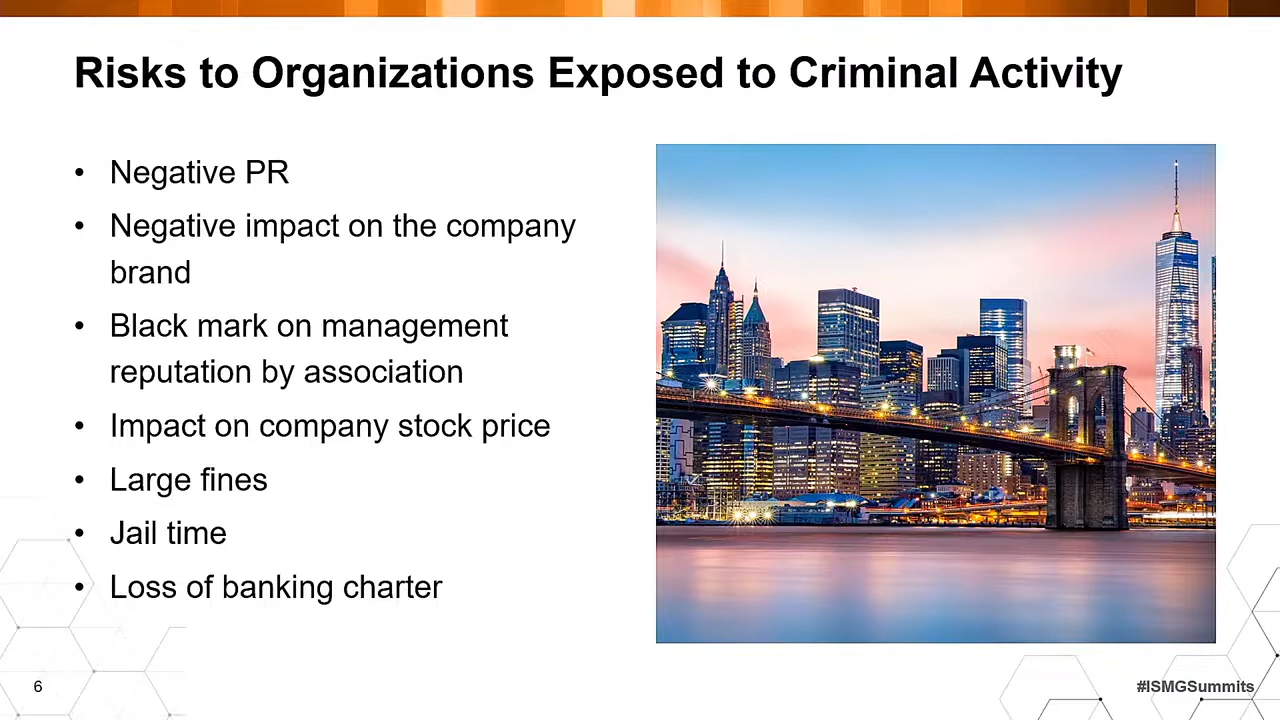 Risks to Organizations Exposed to Criminal Activity
• Negative PR
• Negative impact on the company
brand
• Black mark on management
reputation by association
• Impact on company stock price
• Large fines
• Jail time
• Loss of banking charter
6
#ISMGSummits